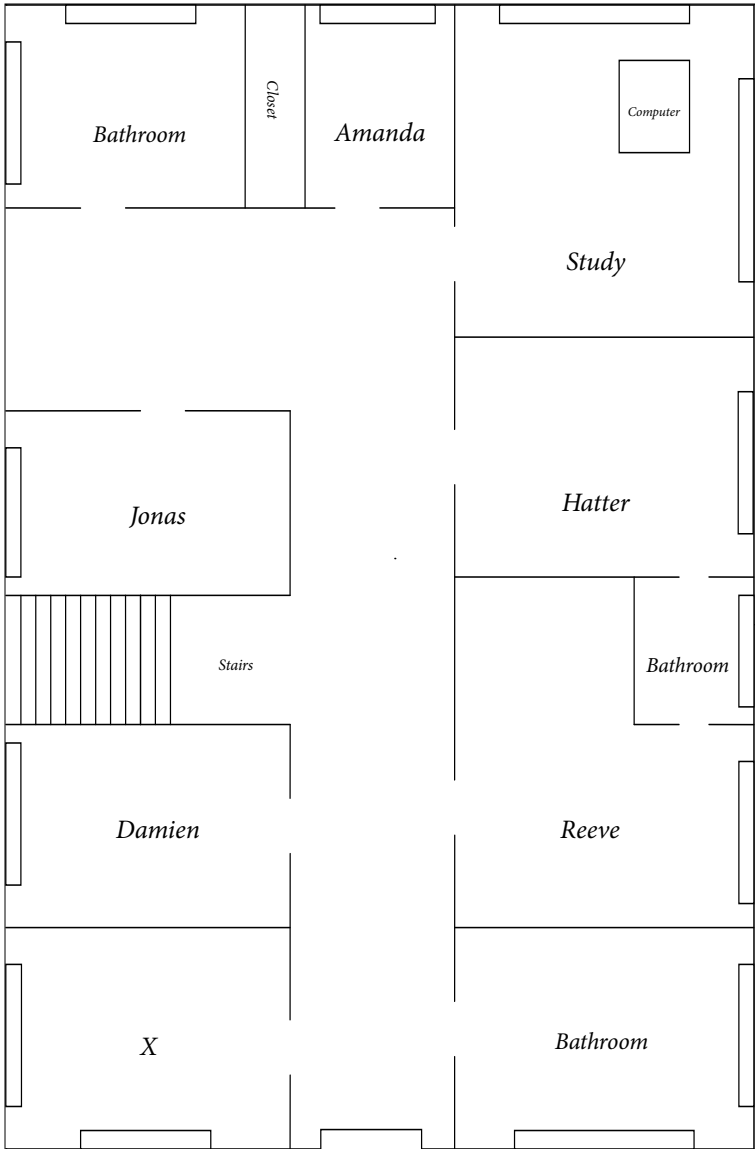 Closet
Computer
Bathroom
Amanda
Study
Hatter
Jonas
Stairs
Bathroom
Damien
Reeve
X
Bathroom